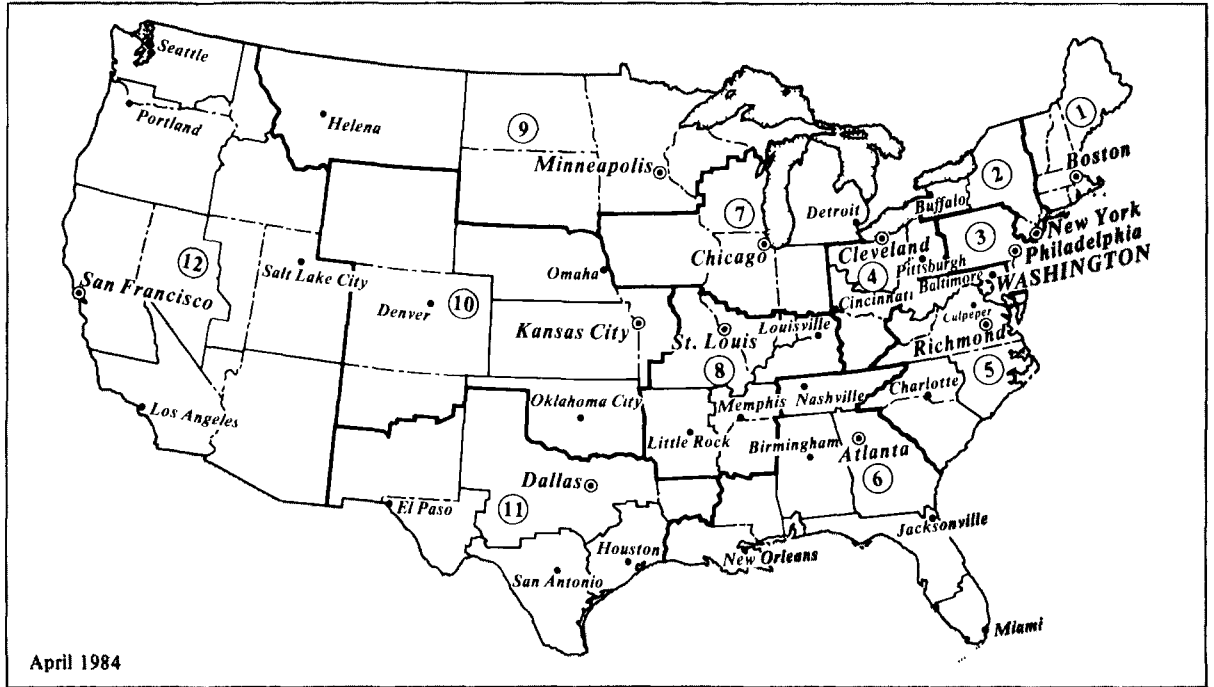 Seattle
Portland
Helena
9
Minneapolis
1
Boston
2
Buffalo
Detroit
7
Chicago
Cleveland
4
Pittsburgh
3
New York
Philadelphia
WASHINGTON
Baltimore
Cincinnati
Culpeper
Richmond
5
12
San Francisco
Salt Lake City
Denver
10
Omaha
Kansas City
St. Louis
8
Louisville
Los Angeles
Oklahoma City
Memphis
Nashville
Charlotte
Little Rock
Birmingham
Atlanta
6
Dallas
11
El Paso
Houston
San Antonio
New Orleans
Jacksonville
Miami
April 1984